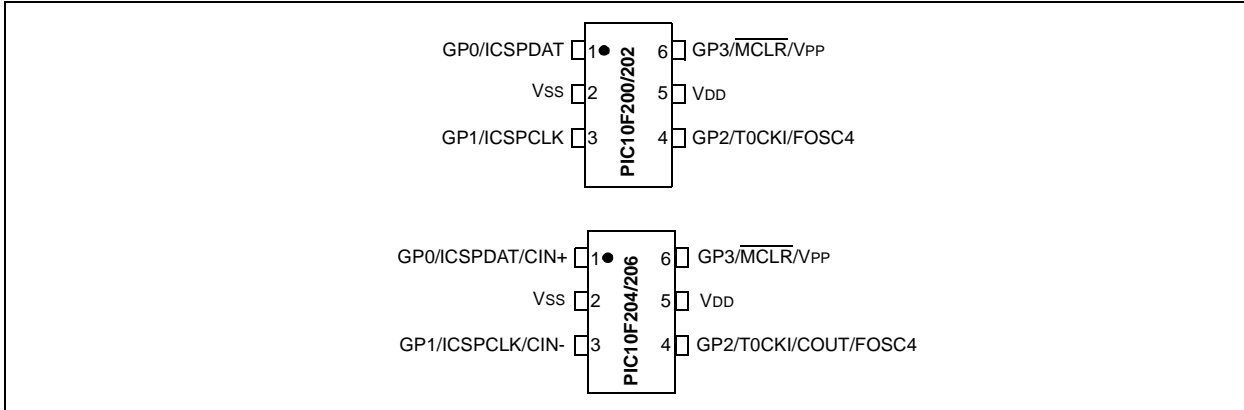 GP0/ICSPDAT 1 6 GP3/MCLR/VPP
VSS 2 5 VDD
GP1/ICSPCLK 3 4 GP2/T0CKI/FOSC4
PIC10F200/202
GP0/ICSPDAT/CIN+ 1 6 GP3/MCLR/VPP
VSS 2 5 VDD
GP1/ICSPCLK/CIN- 3 4 GP2/T0CKI/COUT/FOSC4
PIC10F204/206